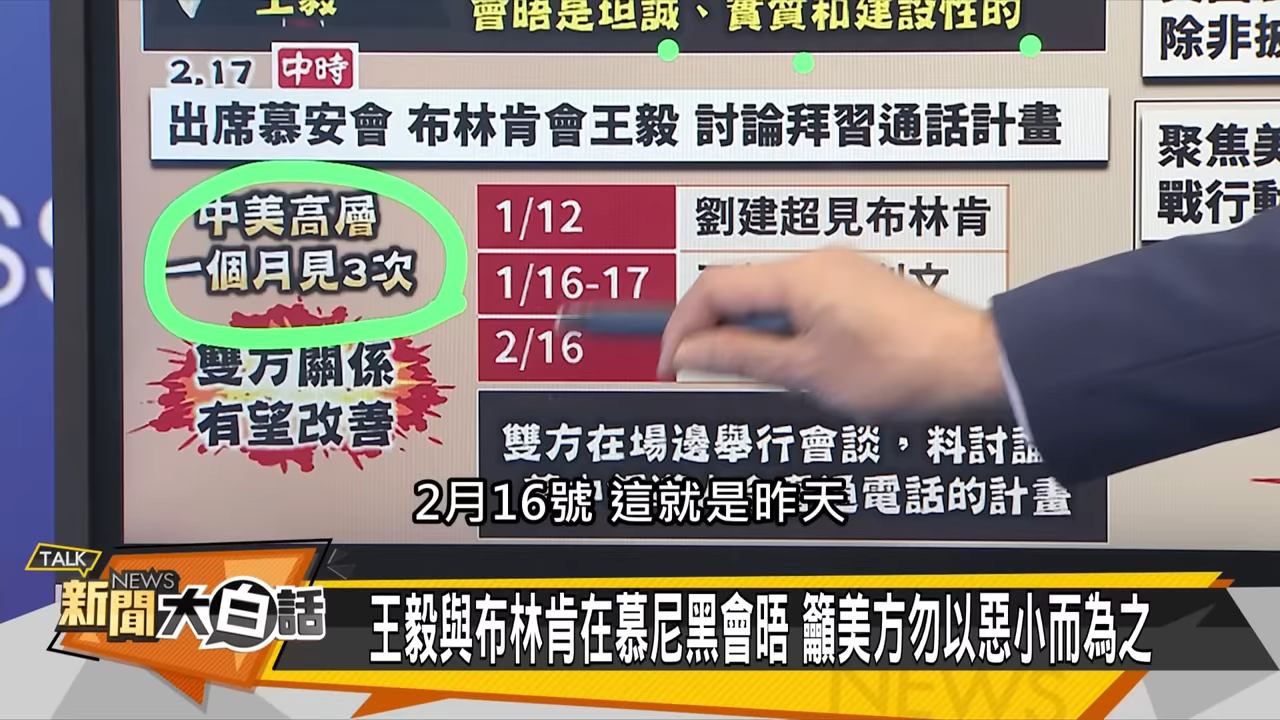 王毅
會晤是坦誠、實質和建設性的
2.17 中時
出席慕安會 布林肯會王毅 討論拜習通話計畫
中美高層
一個月見3次
1/12 劉建超見布林肯
1/16-17
2/16
雙方關係
有望改善
雙方在場邊舉行會談，料討論
電話的計畫
除非
聚焦美
戰行動
2月16號 這就是昨天
TALK
NEWS
新聞大白話
王毅與布林肯在慕尼黑會晤 籲美方勿以惡小而為之
NEWS